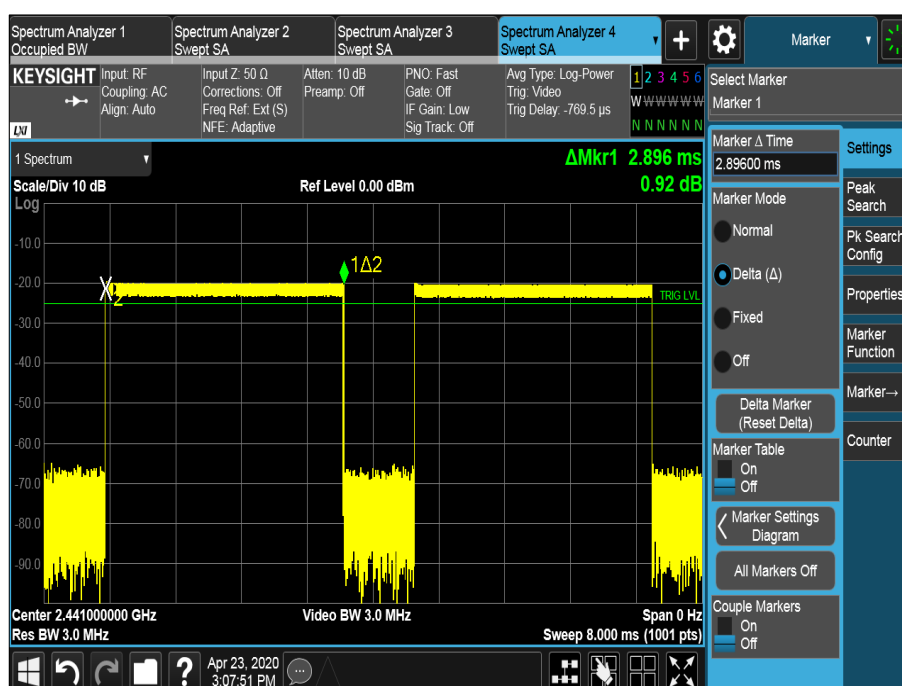 Spectrum Analyzer 1
Occupied BW
Spectrum Analyzer 2
Swept SA
Spectrum Analyzer 3
Swept SA
Spectrum Analyzer 4
Swept SA
+
Marker
KEYSIGHT
LXI
Input: RF
Coupling: AC
Align: Auto
Input Z: 50 Ω
Corrections: Off
Freq Ref: Ext (S)
NFE: Adaptive
Atten: 10 dB
Preamp: Off
PNO: Fast
Gate: Off
IF Gain: Low
Sig Track: Off
Avg Type: Log-Power
Trig: Video
Trig Delay: -769.5 µs
1 2 3 4 5 6
W W W W W W
N N N N N N
Select Marker
Marker 1
1 Spectrum
Scale/Div 10 dB
Log
Ref Level 0.00 dBm
ΔMkr1 2.896 ms
0.92 dB
-10.0
-20.0
-30.0
-40.0
-50.0
-60.0
-70.0
-80.0
-90.0
2
1Δ2
TRIG LVL
Center 2.441000000 GHz
Res BW 3.0 MHz
Video BW 3.0 MHz
Span 0 Hz
Sweep 8.000 ms (1001 pts)
Marker Δ Time
2.89600 ms
Marker Mode
Normal
Delta (Δ)
Fixed
Off
Delta Marker
(Reset Delta)
Marker Table
On
Off
Marker Settings
Diagram
All Markers Off
Couple Markers
On
Off
Settings
Peak
Search
Pk Search
Config
Properties
Marker
Function
Marker→
Counter
?
Apr 23, 2020
3:07:51 PM